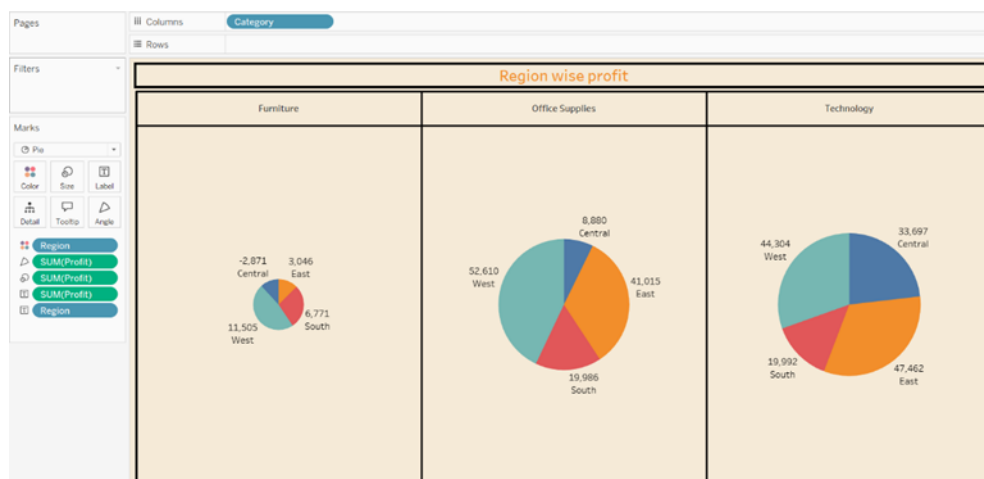 Pages
Columns
Category
Rows
Filters
Region wise profit
Furniture
Office Supplies
Technology
Marks
Pie
Color
Size
Label
Detail
Tooltip
Angle
Region
SUM(Profit)
SUM(Profit)
SUM(Profit)
Region
-2,871
Central
3,046
East
6,771
South
11,505
West
8,880
Central
41,015
East
19,986
South
52,610
West
33,697
Central
47,462
East
19,992
South
44,304
West